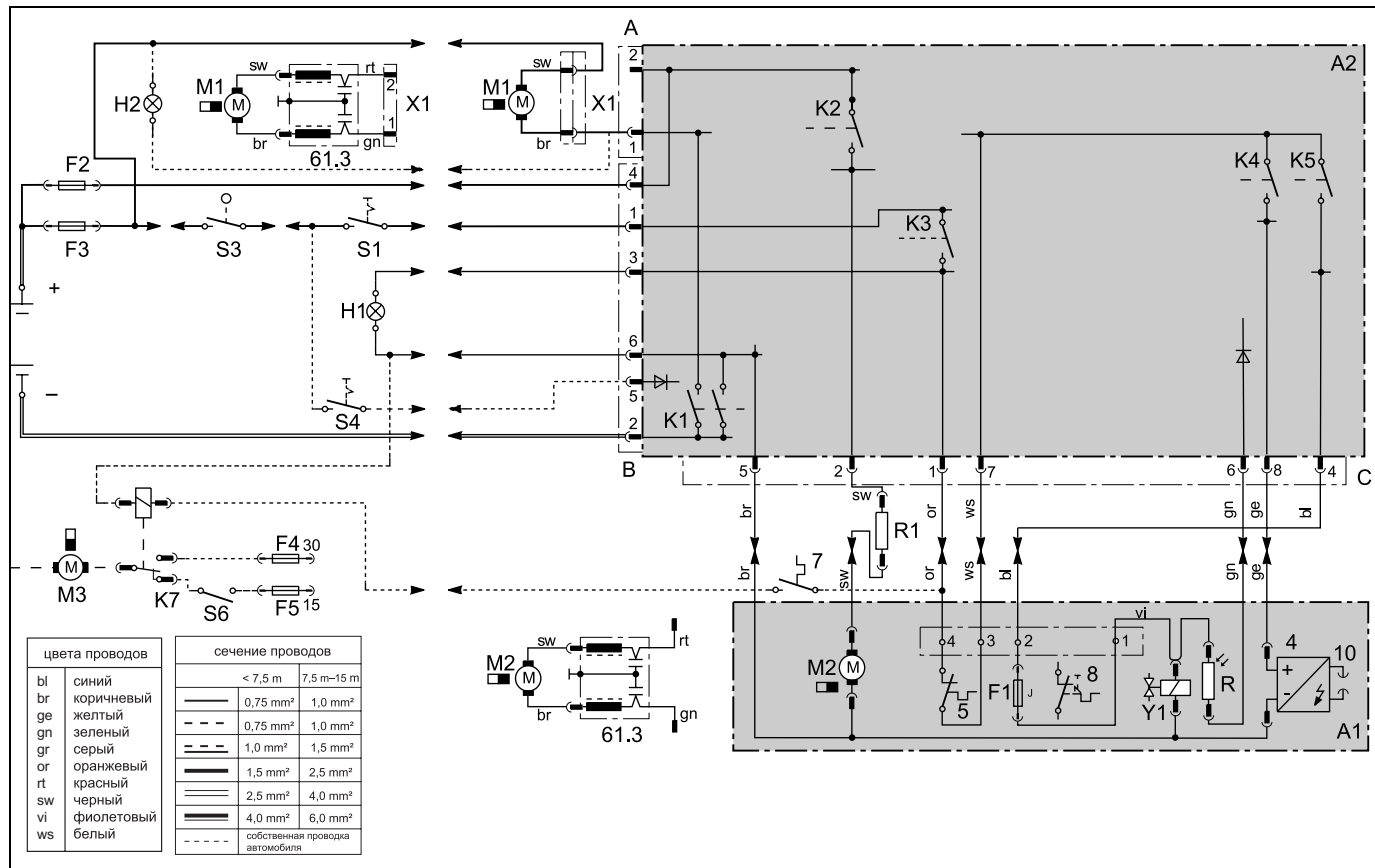 A
A2
sw
rt
2
M1
M
X1
1
br
gn
61.3
H2
sw
M1
M
X1
br
2
1
K2
K4
K5
F2
4
F3
S3
S1
1
K3
3
+
H1
6
5
–
S4
K1
2
B
5
2
1
7
6
8
4
C
br
sw
or
ws
gn
ge
bl
R1
7
br
sw
or
ws
bl
gn
ge
M
M3
K7
F4
30
S6
F5
15
sw
rt
M2
M
br
gn
61.3
vi
4
3
2
1
4
10
M2
M
5
F1
8
Y1
R
+
-
A1
цвета проводов
bl синий
br коричневый
ge желтый
gn зеленый
gr серый
or оранжевый
rt красный
sw черный
vi фиолетовый
ws белый
сечение проводов
< 7,5 m 7,5 m–15 m
0,75 mm² 1,0 mm²
0,75 mm² 1,0 mm²
1,0 mm² 1,5 mm²
1,5 mm² 2,5 mm²
2,5 mm² 4,0 mm²
4,0 mm² 6,0 mm²
собственная проводка
автомобиля